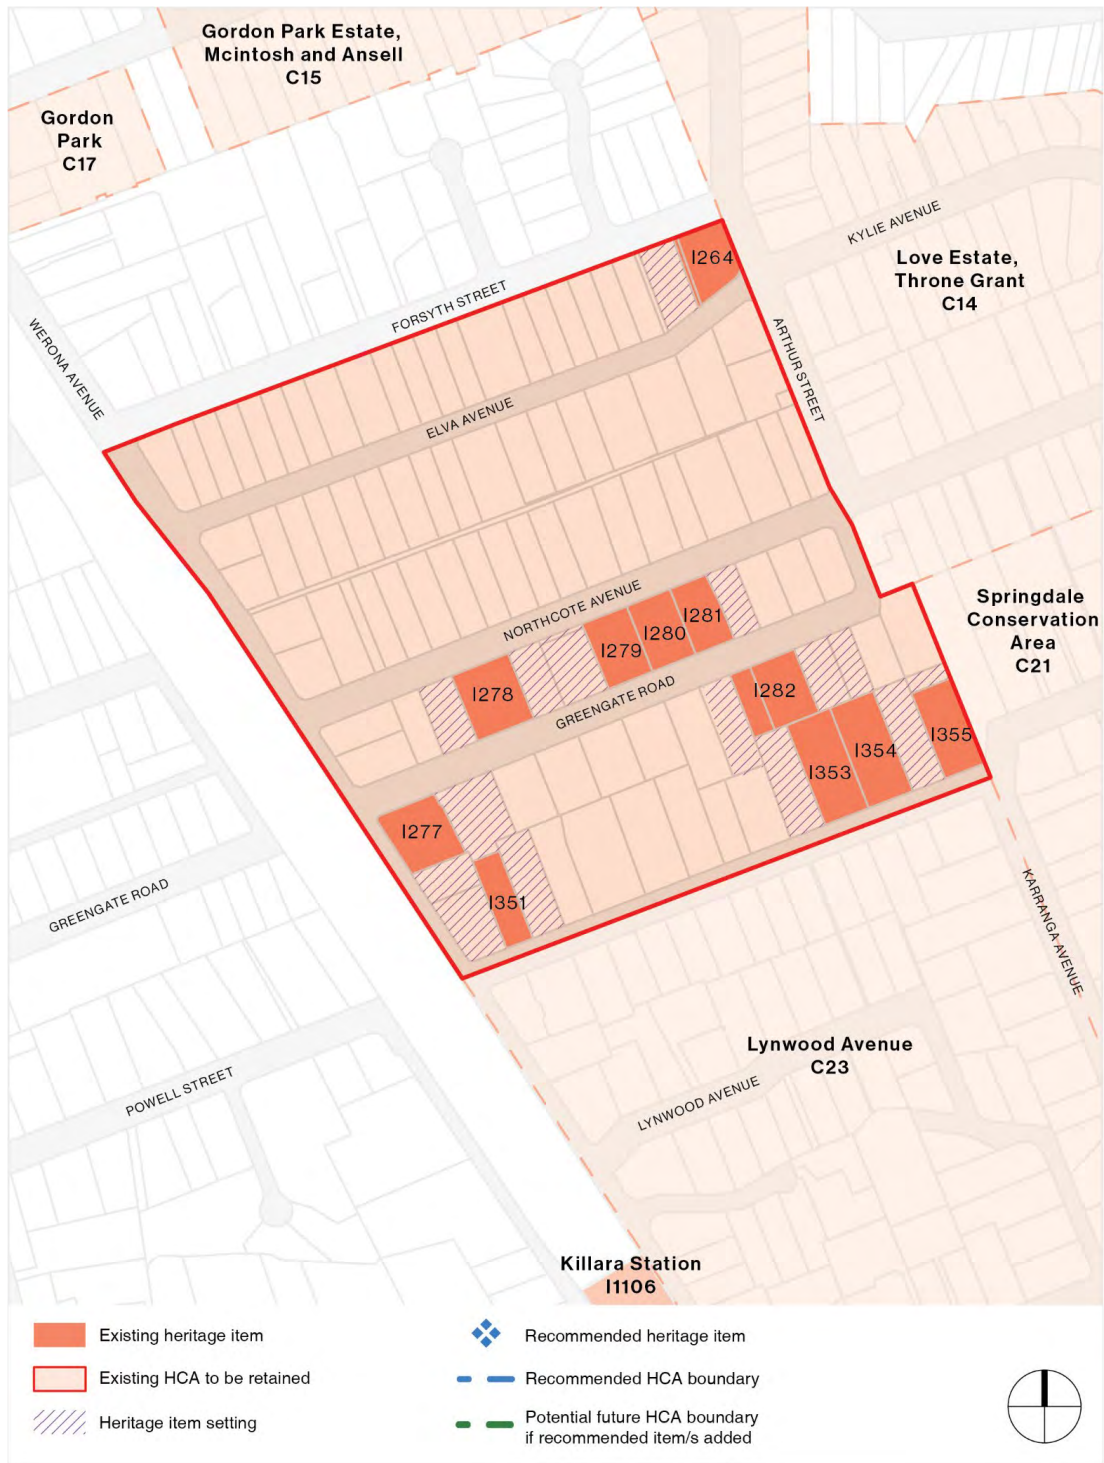 Gordon Park Estate,
Mcintosh and Ansell
C15
Gordon
Park
C17
KYLIE AVENUE
I264
Love Estate,
Throne Grant
C14
FORSYTH STREET
WERONA AVENUE
ARTHUR STREET
ELVA AVENUE
NORTHCOTE AVENUE
Springdale
Conservation
Area
C21
I281
I280
I279
I278
I282
GREENGATE ROAD
I355
I354
I353
I277
I351
GREENGATE ROAD
KARRANGA AVENUE
Lynwood Avenue
C23
POWELL STREET
LYNWOOD AVENUE
Killara Station
I1106
Existing heritage item
Existing HCA to be retained
Heritage item setting
Recommended heritage item
Recommended HCA boundary
Potential future HCA boundary
if recommended item/s added